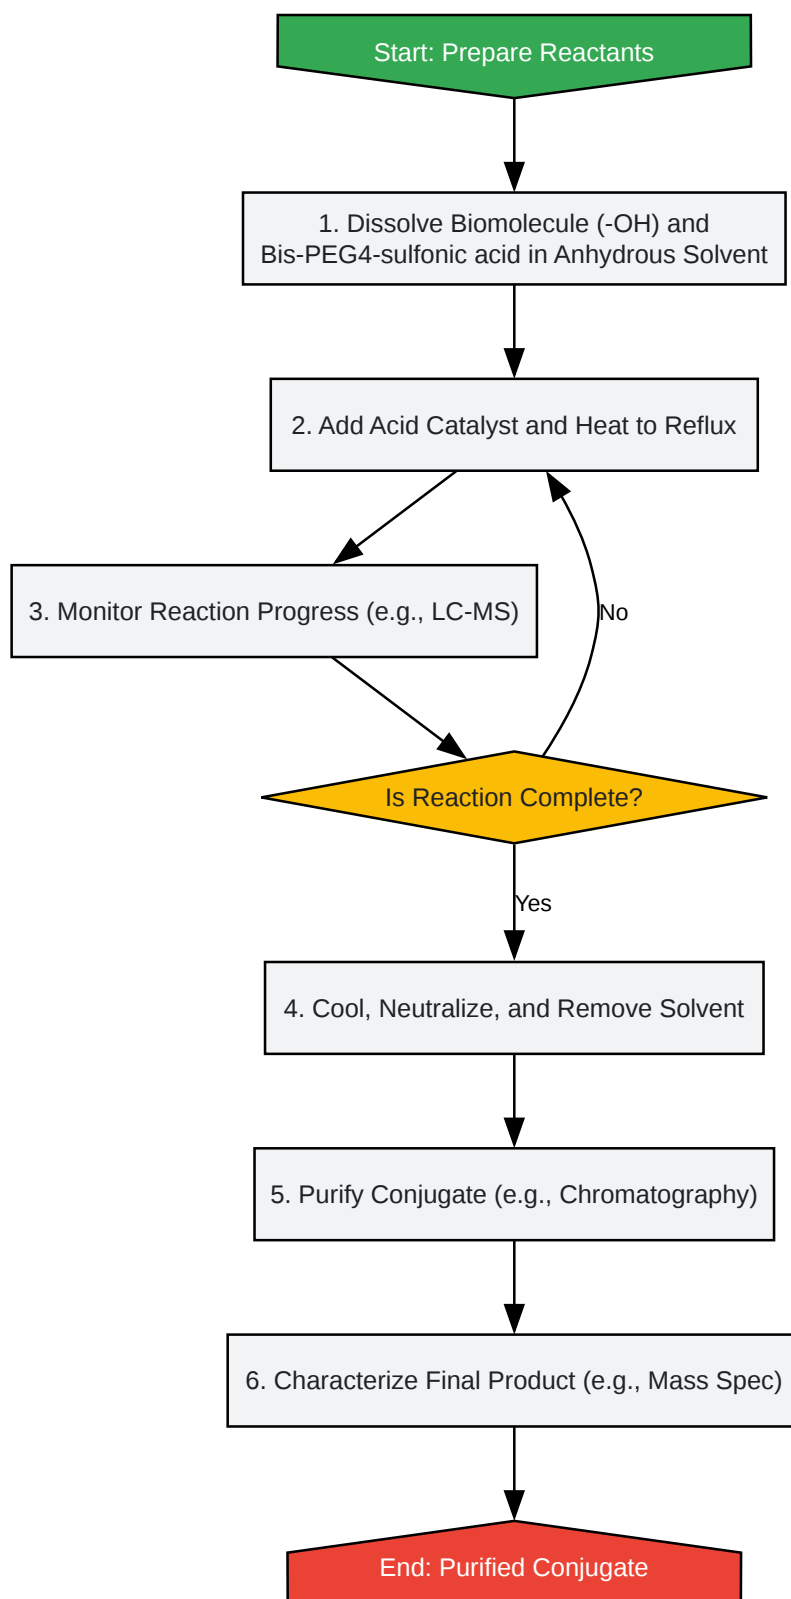 Start: Prepare Reactants
1. Dissolve Biomolecule (-OH) and
Bis-PEG4-sulfonic acid in Anhydrous Solvent
2. Add Acid Catalyst and Heat to Reflux
3. Monitor Reaction Progress (e.g., LC-MS)
No
Is Reaction Complete?
Yes
4. Cool, Neutralize, and Remove Solvent
5. Purify Conjugate (e.g., Chromatography)
6. Characterize Final Product (e.g., Mass Spec)
End: Purified Conjugate